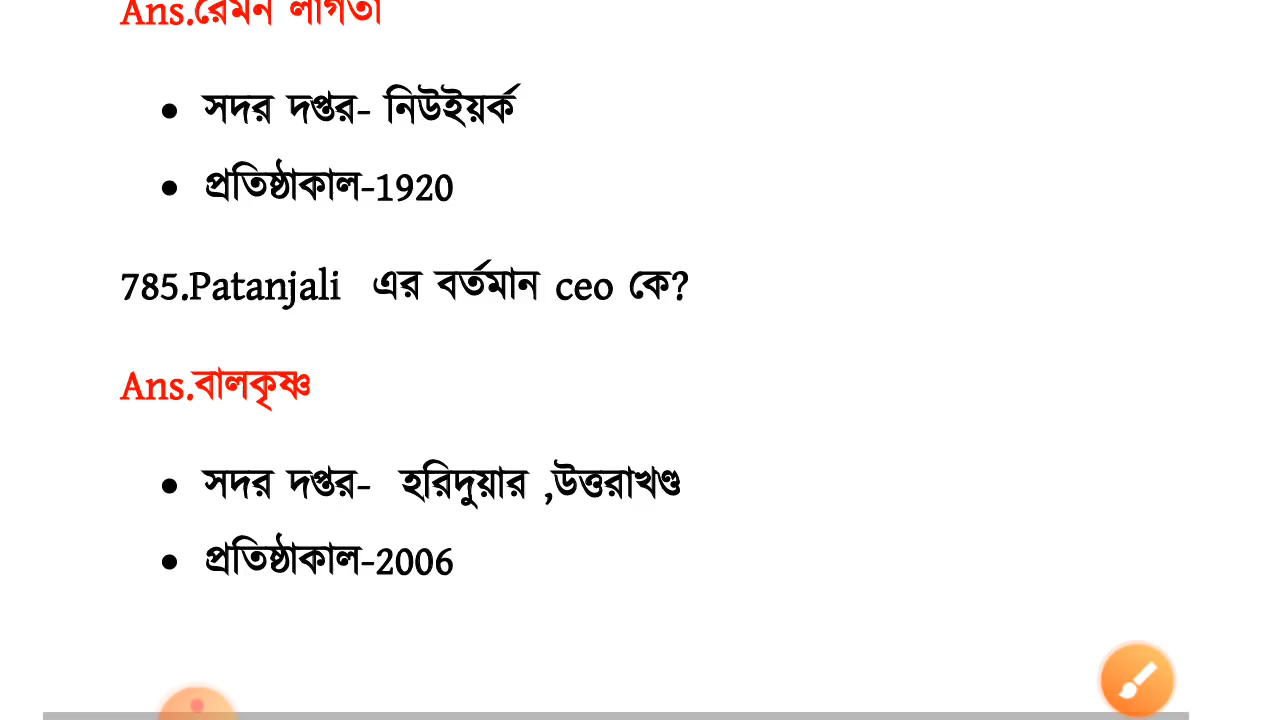 Ans.রেমন লাগতা
• সদর দপ্তর- নিউইয়র্ক
• প্রতিষ্ঠাকাল-1920
785.Patanjali এর বর্তমান ceo কে?
Ans.বালকৃষ্ণ
• সদর দপ্তর- হরিদুয়ার ,উত্তরাখণ্ড
• প্রতিষ্ঠাকাল-2006